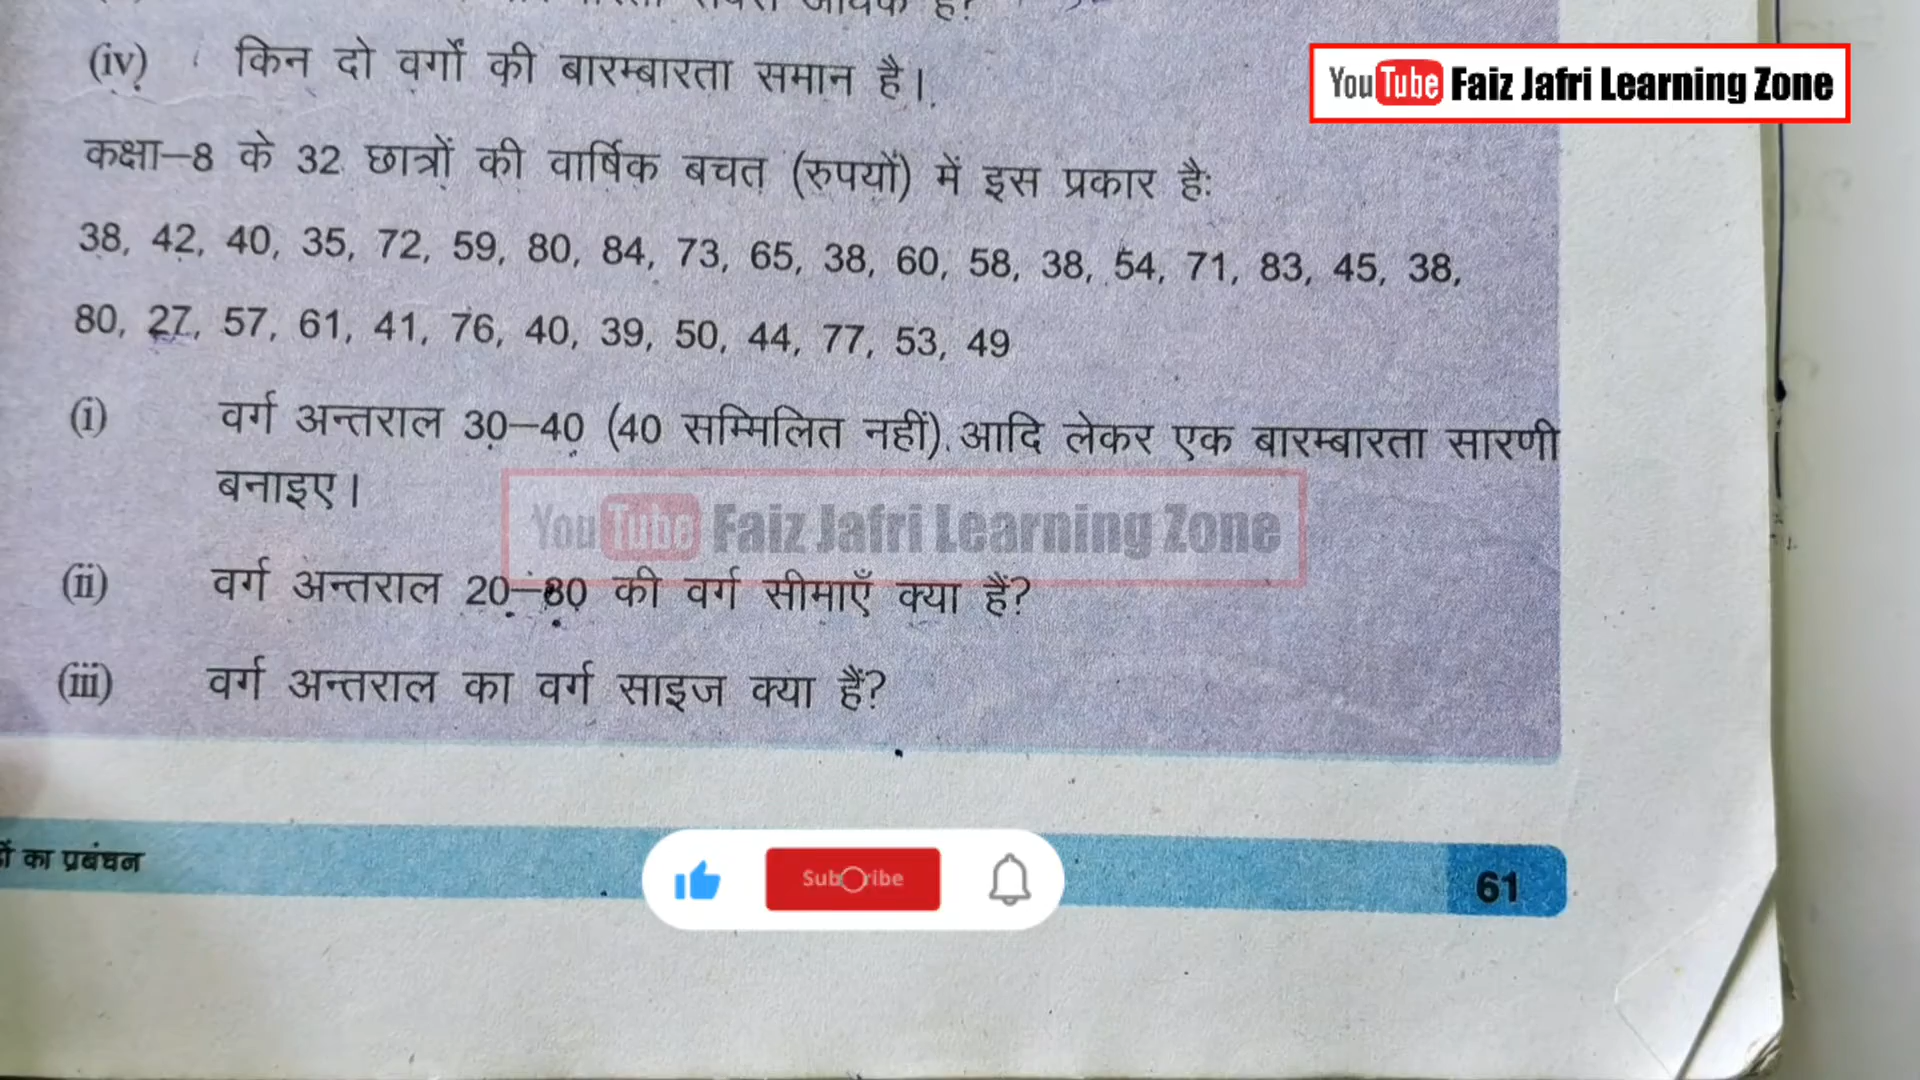 (iv) किन दो वर्गों की बारम्बारता समान है।
YouTube Faiz Jafri Learning Zone
कक्षा–8 के 32 छात्रों की वार्षिक बचत (रुपयों) में इस प्रकार है:
38, 42, 40, 35, 72, 59, 80, 84, 73, 65, 38, 60, 58, 38, 54, 71, 83, 45, 38,
80, 27, 57, 61, 41, 76, 40, 39, 50, 44, 77, 53, 49
(i) वर्ग अन्तराल 30–40 (40 सम्मिलित नहीं) आदि लेकर एक बारम्बारता सारणी
बनाइए।
YouTube Faiz Jafri Learning Zone
(ii) वर्ग अन्तराल 20–80 की वर्ग सीमाएँ क्या हैं?
(iii) वर्ग अन्तराल का वर्ग साइज क्या हैं?
का प्रबंधन
Subscribe
61